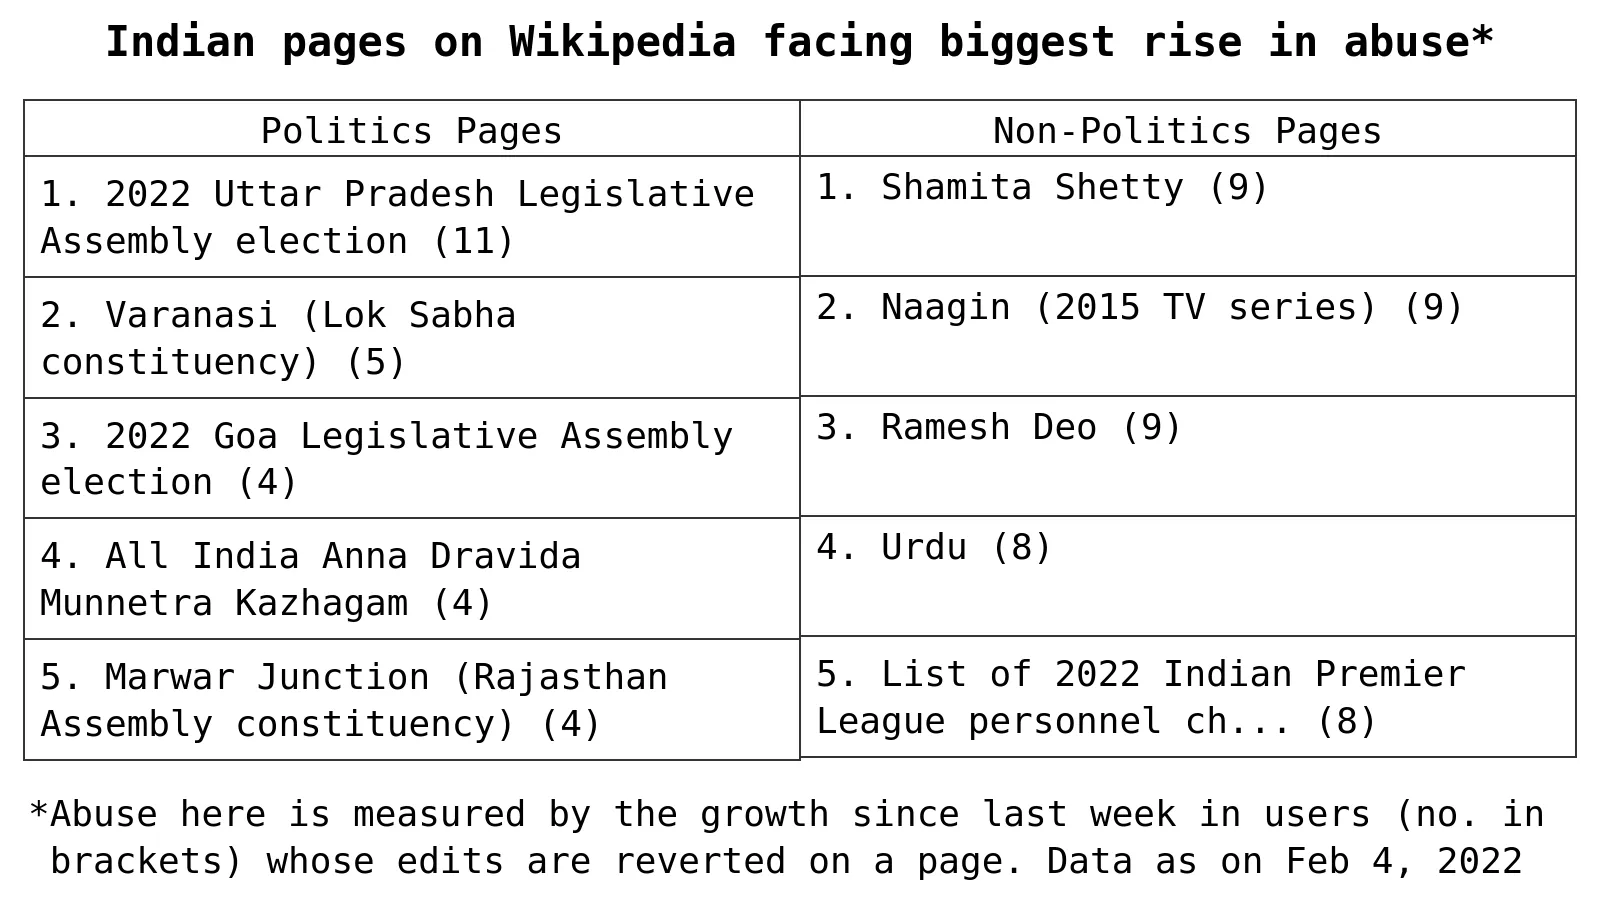 Indian pages on Wikipedia facing biggest rise in abuse*
Politics Pages
1. 2022 Uttar Pradesh Legislative
Assembly election (11)
2. Varanasi (Lok Sabha
constituency) (5)
3. 2022 Goa Legislative Assembly
election (4)
4. All India Anna Dravida
Munnetra Kazhagam (4)
5. Marwar Junction (Rajasthan
Assembly constituency) (4)
Non-Politics Pages
1. Shamita Shetty (9)
2. Naagin (2015 TV series) (9)
3. Ramesh Deo (9)
4. Urdu (8)
5. List of 2022 Indian Premier
League personnel ch... (8)
*Abuse here is measured by the growth since last week in users (no. in
brackets) whose edits are reverted on a page. Data as on Feb 4, 2022